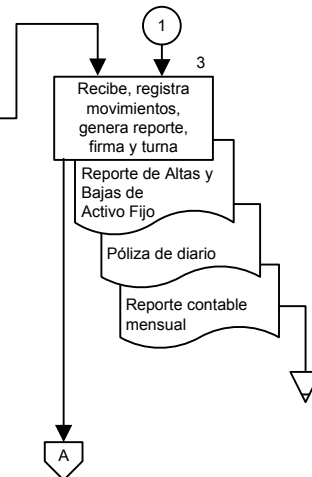 1
3
Recibe, registra
movimientos,
genera reporte,
firma y turna
Reporte de Altas y
Bajas de
Activo Fijo
Póliza de diario
Reporte contable
mensual
A